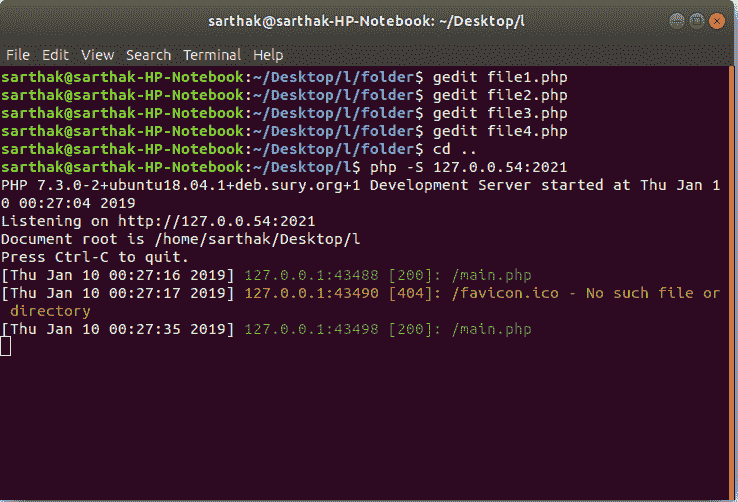 sarthak@sarthak-HP-Notebook: ~/Desktop/l
File Edit View Search Terminal Help
sarthak@sarthak-HP-Notebook:~/Desktop/l/folder$ gedit file1.php
sarthak@sarthak-HP-Notebook:~/Desktop/l/folder$ gedit file2.php
sarthak@sarthak-HP-Notebook:~/Desktop/l/folder$ gedit file3.php
sarthak@sarthak-HP-Notebook:~/Desktop/l/folder$ gedit file4.php
sarthak@sarthak-HP-Notebook:~/Desktop/l/folder$ cd ..
sarthak@sarthak-HP-Notebook:~/Desktop/l$ php -S 127.0.0.54:2021
PHP 7.3.0-2+ubuntu18.04.1+deb.sury.org+1 Development Server started at Thu Jan 1
0 00:27:04 2019
Listening on http://127.0.0.54:2021
Document root is /home/sarthak/Desktop/l
Press Ctrl-C to quit.
[Thu Jan 10 00:27:16 2019] 127.0.0.1:43488 [200]: /main.php
[Thu Jan 10 00:27:17 2019] 127.0.0.1:43490 [404]: /favicon.ico - No such file or
directory
[Thu Jan 10 00:27:35 2019] 127.0.0.1:43498 [200]: /main.php